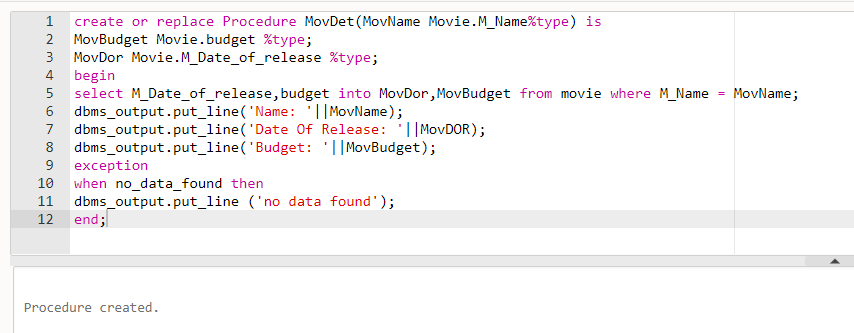 1 create or replace Procedure MovDet(MovName Movie.M_Name%type) is
2 MovBudget Movie.budget %type;
3 MovDor Movie.M_Date_of_release %type;
4 begin
5 select M_Date_of_release,budget into MovDor,MovBudget from movie where M_Name = MovName;
6 dbms_output.put_line('Name: '||MovName);
7 dbms_output.put_line('Date Of Release: '||MovDOR);
8 dbms_output.put_line('Budget: '||MovBudget);
9 exception
10 when no_data_found then
11 dbms_output.put_line ('no data found');
12 end;
Procedure created.